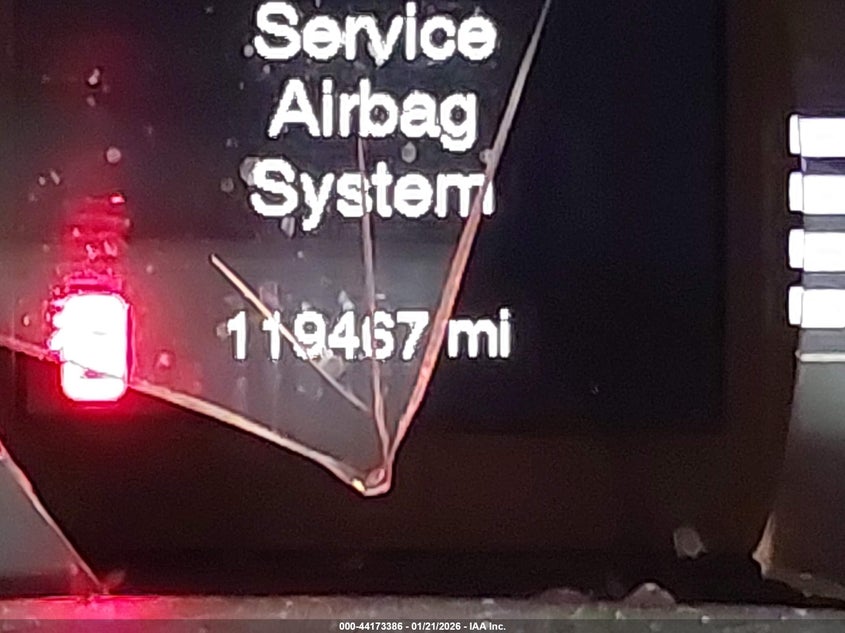 Service
Airbag
System
119467 mi
000-44173386 - 01/21/2026 - IAA Inc.